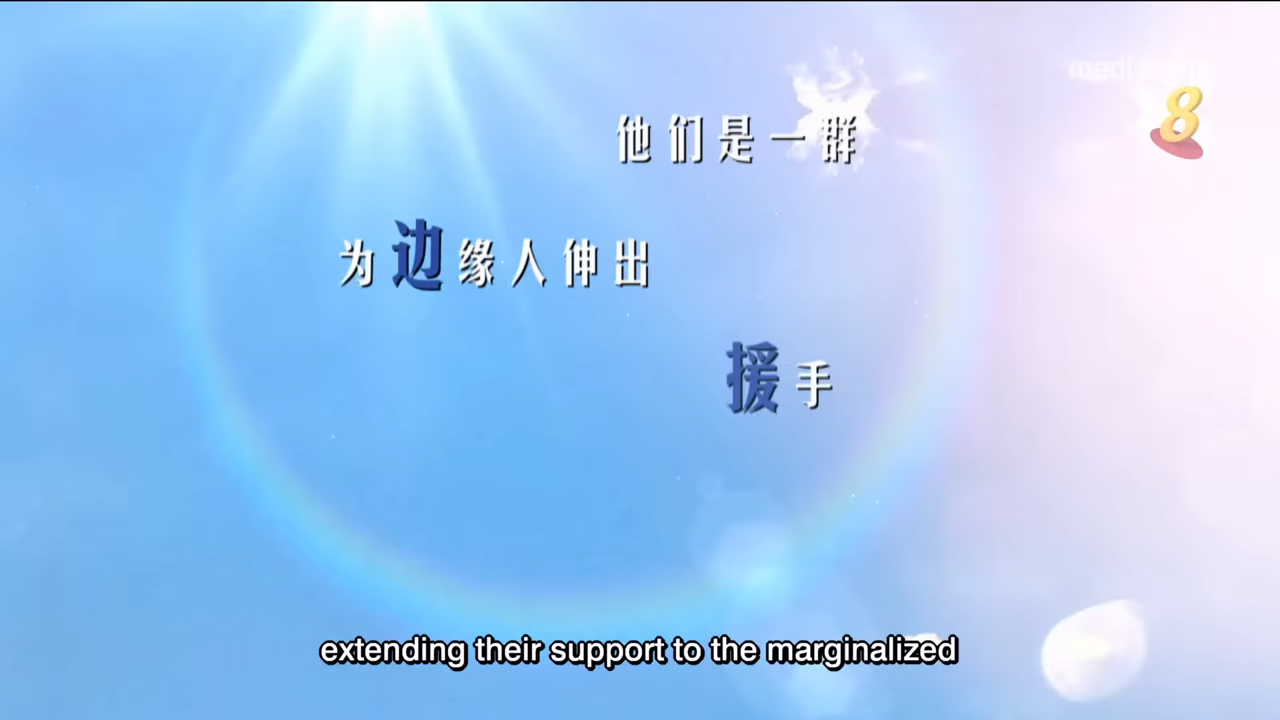 他们是一群
为边缘人伸出
援手
8
extending their support to the marginalized